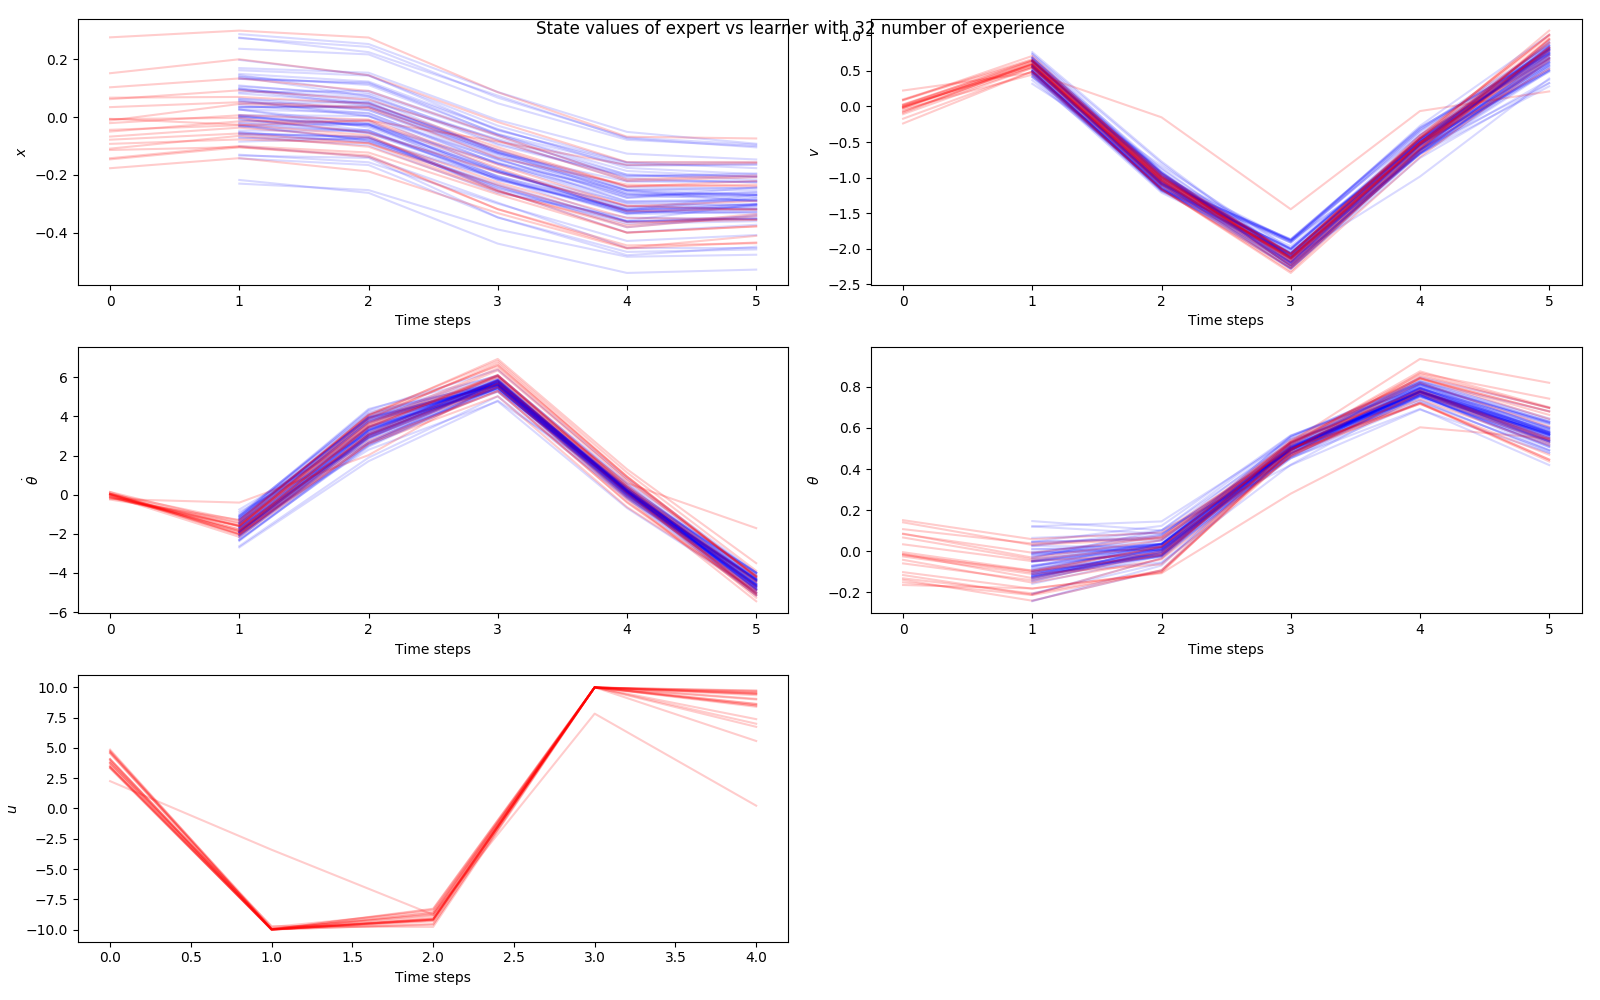 State values of expert vs learner with 32 number of experience
0.2
0.0
−0.2
−0.4
x
0 1 2 3 4 5
Time steps
1.0
0.5
0.0
−0.5
−1.0
−1.5
−2.0
−2.5
v
0 1 2 3 4 5
Time steps
6
4
2
0
−2
−4
−6
θ̇
0 1 2 3 4 5
Time steps
0.8
0.6
0.4
0.2
0.0
−0.2
θ
0 1 2 3 4 5
Time steps
10.0
7.5
5.0
2.5
0.0
−2.5
−5.0
−7.5
−10.0
u
0.0 0.5 1.0 1.5 2.0 2.5 3.0 3.5 4.0
Time steps